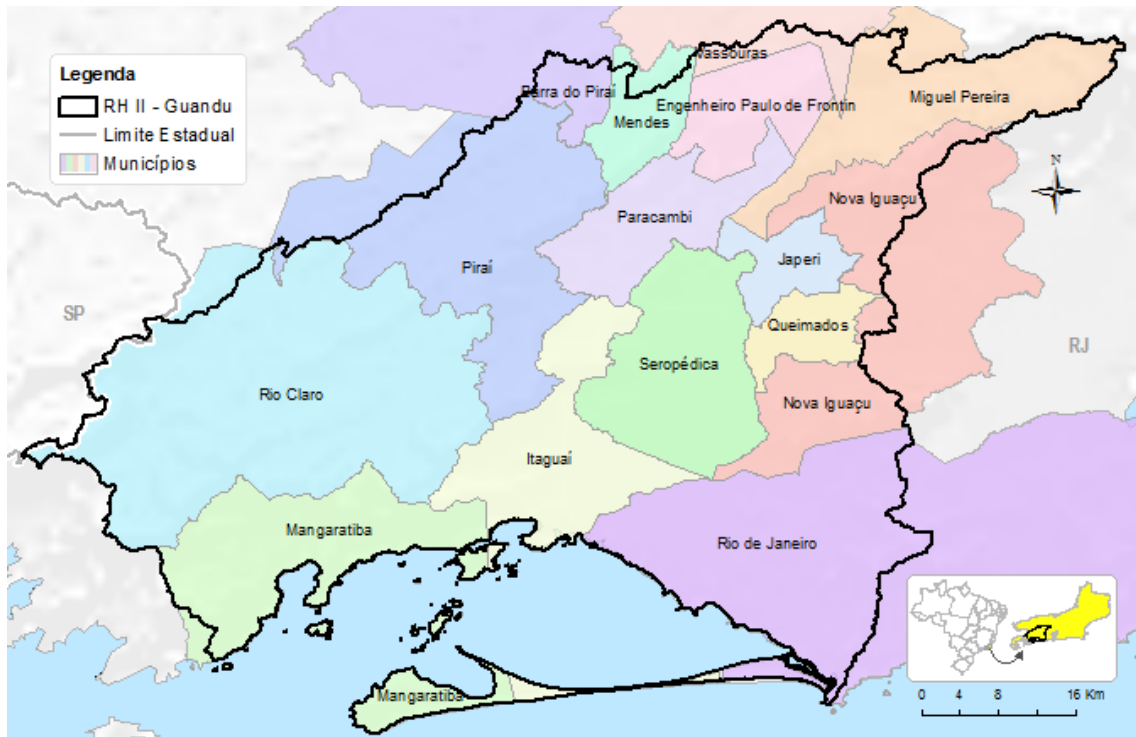 Legenda
RH II - Guandu
Limite Estadual
Municípios
Vassouras
Barra do Piraí
Engenheiro Paulo de Frontin
Miguel Pereira
Mendes
N
Nova Iguaçu
Paracambi
Japeri
Piraí
SP
Queimados
RJ
Seropédica
Rio Claro
Nova Iguaçu
Itaguaí
Mangaratiba
Rio de Janeiro
Mangaratiba
0 4 8 16 Km